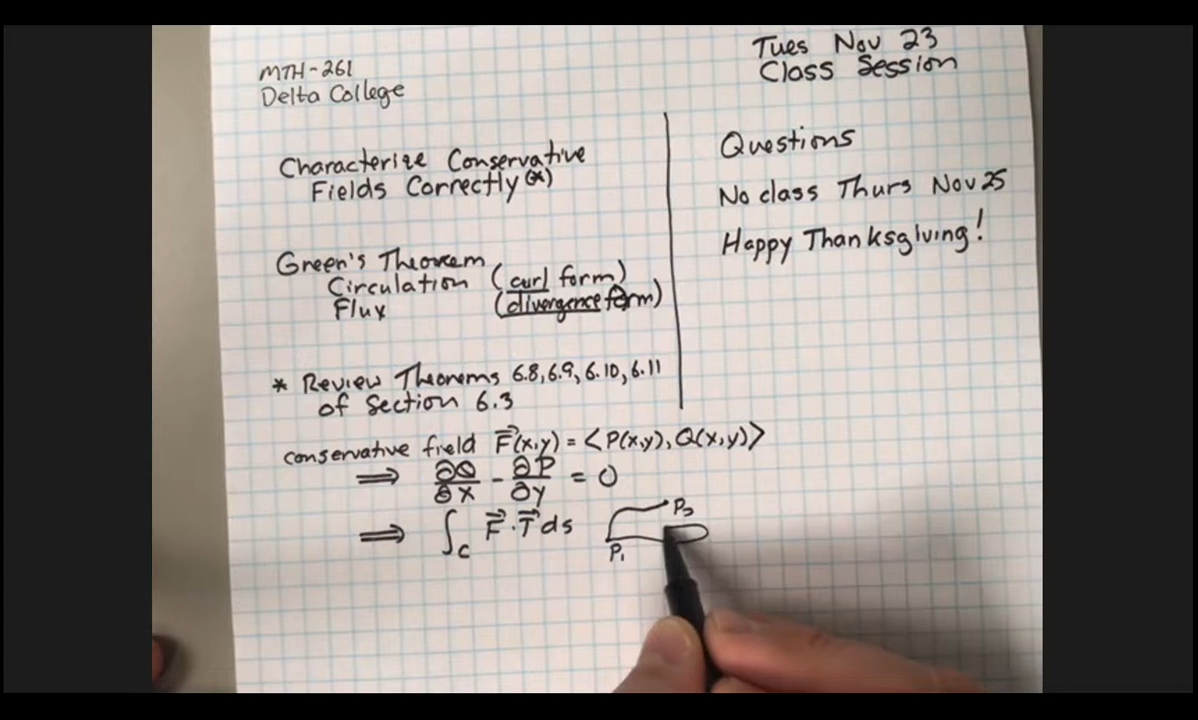 MTH-261
Delta College
Tues Nov 23
Class Session
Characterize Conservative
Fields Correctly (*)
Green's Theorem
Circulation (curl form)
Flux (divergence form)
Questions
No class Thurs Nov 25
Happy Thanksgiving!
* Review Theorems 6.8, 6.9, 6.10, 6.11
of Section 6.3
conservative field F⃗(x,y) = <P(x,y), Q(x,y)>
⟹ ∂Q/∂x - ∂P/∂y = 0
⟹ ∫_C F⃗·T⃗ ds P₂
P₁